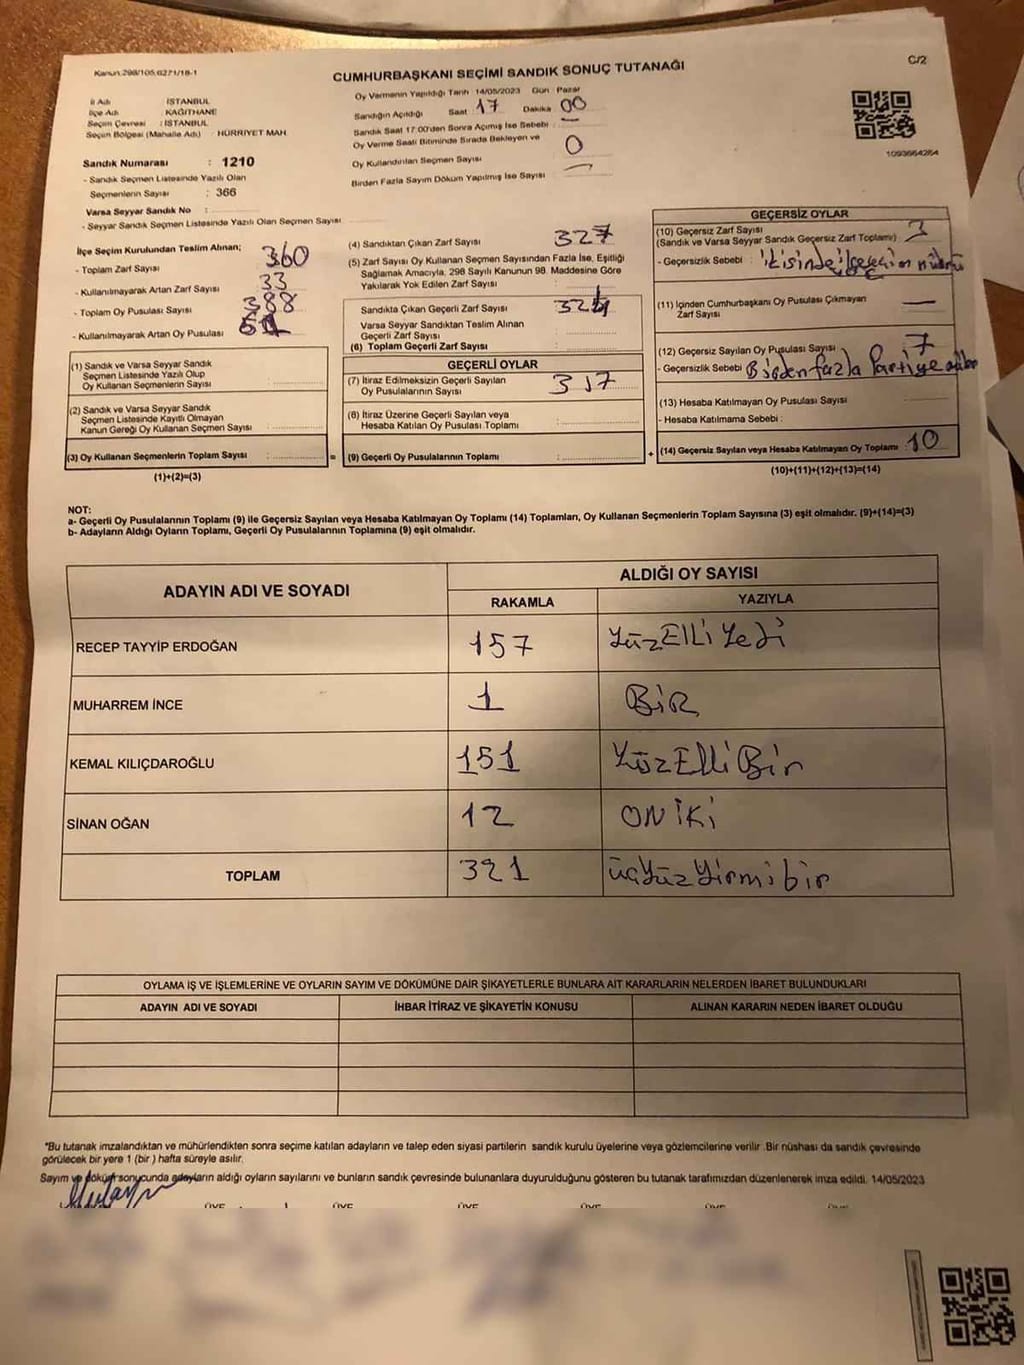 Kanun:298/105,6271/18-1
CUMHURBAŞKANI SEÇİMİ SANDIK SONUÇ TUTANAĞI
C/2
İl Adı : İSTANBUL
İlçe Adı : KAĞITHANE
Seçim Çevresi : İSTANBUL
Seçim Bölgesi (Mahalle Adı) : HÜRRİYET MAH
Sandık Numarası : 1210
- Sandık Seçmen Listesinde Yazılı Olan
Seçmenlerin Sayısı : 366
Varsa Seyyar Sandık No :
- Seyyar Sandık Seçmen Listesinde Yazılı Olan Seçmen Sayısı
Oy Vermenin Yapıldığı Tarih 14/05/2023 Gün Pazar
Sandığın Açıldığı Saat 17 Dakika 00
Sandık Saat 17:00'den Sonra Açılmış İse Sebebi : —
Oy Verme Saati Bitiminde Sırada Bekleyen ve
Oy Kullandırılan Seçmen Sayısı 0
Birden Fazla Sayım Döküm Yapılmış İse Sayısı —
1093664264
İlçe Seçim Kurulundan Teslim Alınan;
- Toplam Zarf Sayısı 360
- Kullanılmayarak Artan Zarf Sayısı 33
- Toplam Oy Pusulası Sayısı 388
- Kullanılmayarak Artan Oy Pusulası
(4) Sandıktan Çıkan Zarf Sayısı 327
(5) Zarf Sayısı Oy Kullanan Seçmen Sayısından Fazla İse, Eşitliği
Sağlamak Amacıyla, 298 Sayılı Kanunun 98. Maddesine Göre
Yakılarak Yok Edilen Zarf Sayısı :
Sandıkta Çıkan Geçerli Zarf Sayısı 324
Varsa Seyyar Sandıktan Teslim Alınan
Geçerli Zarf Sayısı
(6) Toplam Geçerli Zarf Sayısı
GEÇERSİZ OYLAR
(10) Geçersiz Zarf Sayısı 3
(Sandık ve Varsa Seyyar Sandık Geçersiz Zarf Toplamı) :
- Geçersizlik Sebebi : ikisinde ilçe seçim mührü
(11) İçinden Cumhurbaşkanı Oy Pusulası Çıkmayan
Zarf Sayısı —
(12) Geçersiz Sayılan Oy Pusulası Sayısı 7
- Geçersizlik Sebebi Birden fazla Partiye
(13) Hesaba Katılmayan Oy Pusulası Sayısı
- Hesaba Katılmama Sebebi :
(14) Geçersiz Sayılan veya Hesaba Katılmayan Oy Toplamı : 10
(10)+(11)+(12)+(13)=(14)
(1) Sandık ve Varsa Seyyar Sandık
Seçmen Listesinde Yazılı Olup
Oy Kullanan Seçmenlerin Sayısı :
(2) Sandık ve Varsa Seyyar Sandık
Seçmen Listesinde Kayıtlı Olmayan
Kanun Gereği Oy Kullanan Seçmen Sayısı :
(3) Oy Kullanan Seçmenlerin Toplam Sayısı : =
(1)+(2)=(3)
GEÇERLİ OYLAR
(7) İtiraz Edilmeksizin Geçerli Sayılan
Oy Pusulalarının Sayısı : 317
(8) İtiraz Üzerine Geçerli Sayılan veya
Hesaba Katılan Oy Pusulası Toplamı :
(9) Geçerli Oy Pusulalarının Toplamı : +
NOT:
a- Geçerli Oy Pusulalarının Toplamı (9) ile Geçersiz Sayılan veya Hesaba Katılmayan Oy Toplamı (14) Toplamları, Oy Kullanan Seçmenlerin Toplam Sayısına (3) eşit olmalıdır. (9)+(14)=(3)
b- Adayların Aldığı Oyların Toplamı, Geçerli Oy Pusulalarının Toplamına (9) eşit olmalıdır.
ADAYIN ADI VE SOYADI
ALDIĞI OY SAYISI
RAKAMLA YAZIYLA
RECEP TAYYİP ERDOĞAN 157 YüzElli Yedi
MUHARREM İNCE 1 BİR
KEMAL KILIÇDAROĞLU 151 YüzElli Bir
SİNAN OĞAN 12 ON İKİ
TOPLAM 321 üçYüz Yirmi bir
OYLAMA İŞ VE İŞLEMLERİNE VE OYLARIN SAYIM VE DÖKÜMÜNE DAİR ŞİKAYETLERLE BUNLARA AİT KARARLARIN NELERDEN İBARET BULUNDUKLARI
ADAYIN ADI VE SOYADI İHBAR İTİRAZ VE ŞİKAYETİN KONUSU ALINAN KARARIN NEDEN İBARET OLDUĞU
*Bu tutanak imzalandıktan ve mühürlendikten sonra seçime katılan adayların ve talep eden siyasi partilerin sandık kurulu üyelerine veya gözlemcilerine verilir .Bir nüshası da sandık çevresinde
görülecek bir yere 1 (bir ) hafta süreyle asılır.
Sayım ve döküm sonucunda adayların aldığı oyların sayılarını ve bunların sandık çevresinde bulunanlara duyurulduğunu gösteren bu tutanak tarafımızdan düzenlenerek imza edildi. 14/05/2023
ÜYE ÜYE ÜYE ÜYE ÜYE ÜYE